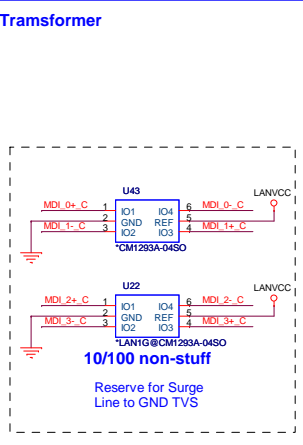 Tramsformer
U43
LANVCC
MDI_0+_C 1 IO1 IO4 6 MDI_0-_C
2 GND REF 5
MDI_1-_C 3 IO2 IO3 4 MDI_1+_C
*CM1293A-04SO
U22
LANVCC
MDI_2+_C 1 IO1 IO4 6 MDI_2-_C
2 GND REF 5
MDI_3-_C 3 IO2 IO3 4 MDI_3+_C
*LAN1G@CM1293A-04SO
10/100 non-stuff
Reserve for Surge
Line to GND TVS